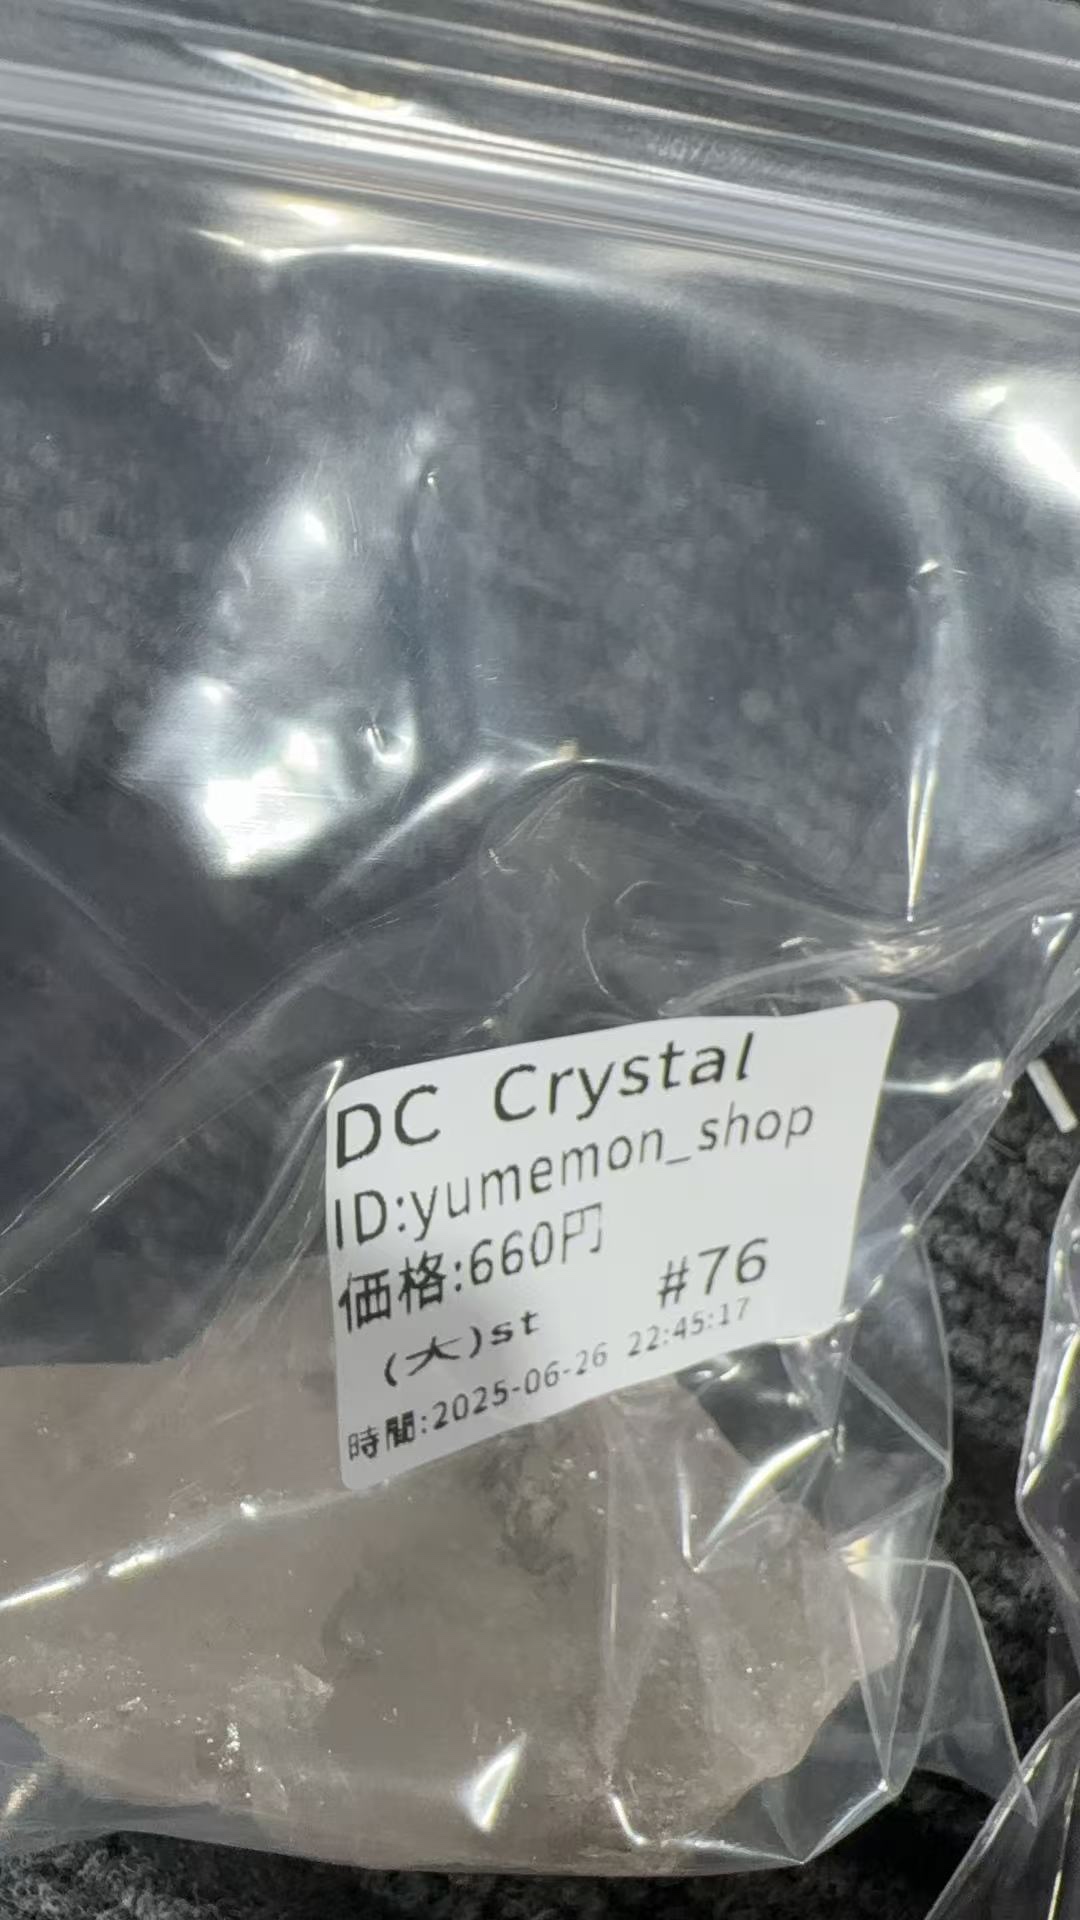 DC Crystal
ID:yumemon_shop
価格:660円
#76
(大)st
時間:2025-06-26 22:45:17